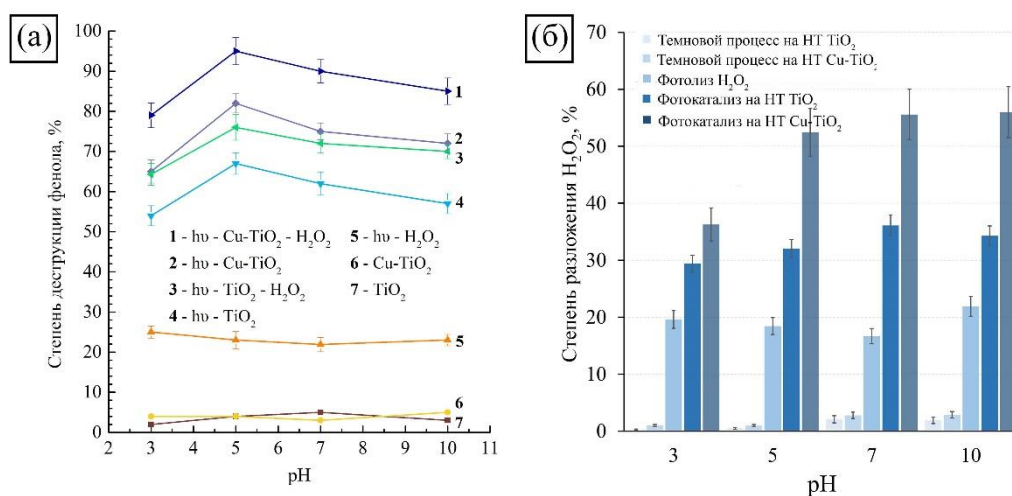 (а)
Степень деструкции фенола, %
100
90
80
70
60
50
40
30
20
10
0
2 3 4 5 6 7 8 9 10 11
pH
1
2
3
4
5
6
7
1 - hυ - Cu-TiO₂ - H₂O₂
2 - hυ - Cu-TiO₂
3 - hυ - TiO₂ - H₂O₂
4 - hυ - TiO₂
5 - hυ - H₂O₂
6 - Cu-TiO₂
7 - TiO₂
(б)
Степень разложения H₂O₂, %
70
60
50
40
30
20
10
0
3 5 7 10
pH
Темновой процесс на НТ TiO₂
Темновой процесс на НТ Cu-TiO₂
Фотолиз H₂O₂
Фотокатализ на НТ TiO₂
Фотокатализ на НТ Cu-TiO₂